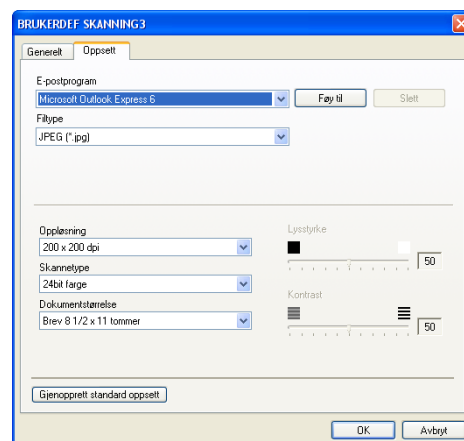 BRUKERDEF SKANNING3
Generelt Oppsett
E-postprogram
Microsoft Outlook Express 6 Føy til Slett
Filtype
JPEG (*.jpg)
Oppløsning Lysstyrke
200 x 200 dpi 50
Skannetype
24bit farge Kontrast
Dokumentstørrelse
Brev 8 1/2 x 11 tommer 50
Gjenopprett standard oppsett
OK Avbryt